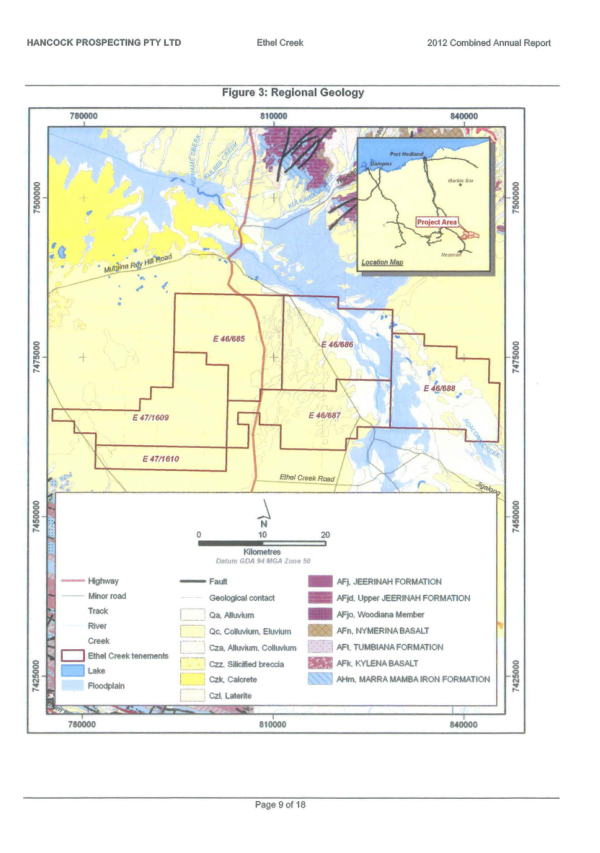 HANCOCK PROSPECTING PTY LTD Ethel Creek 2012 Combined Annual Report
Figure 3: Regional Geology
780000 810000 840000
KULBIE CREEK
Port Hedland
Dampier
Marble Bar
Project Area
Newman
Location Map
7500000 7500000
Roy Hill Road
E 46/685
E 46/686
7475000 7475000
E 46/688
E 47/1609
E 46/687
E 47/1610
Ethel Creek Road
Jigalong
7450000 7450000
N
0 10 20
Kilometres
Datum GDA 94 MGA Zone 50
Highway
Minor road
Track
River
Creek
Ethel Creek tenements
Lake
Floodplain
Fault
Geological contact
Qa, Alluvium
Qc, Colluvium, Eluvium
Cza, Alluvium, Colluvium
Czz, Silicified breccia
Czk, Calcrete
Czl, Laterite
AFj, JEERINAH FORMATION
AFjd, Upper JEERINAH FORMATION
AFjo, Woodiana Member
AFn, NYMERINA BASALT
AFt, TUMBIANA FORMATION
AFk, KYLENA BASALT
AHm, MARRA MAMBA IRON FORMATION
7425000 7425000
780000 810000 840000
Page 9 of 18